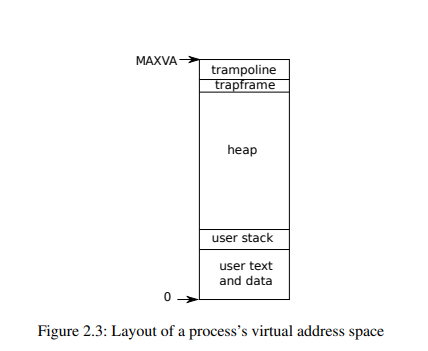 MAXVA
trampoline
trapframe
heap
user stack
user text
and data
0
Figure 2.3: Layout of a process's virtual address space